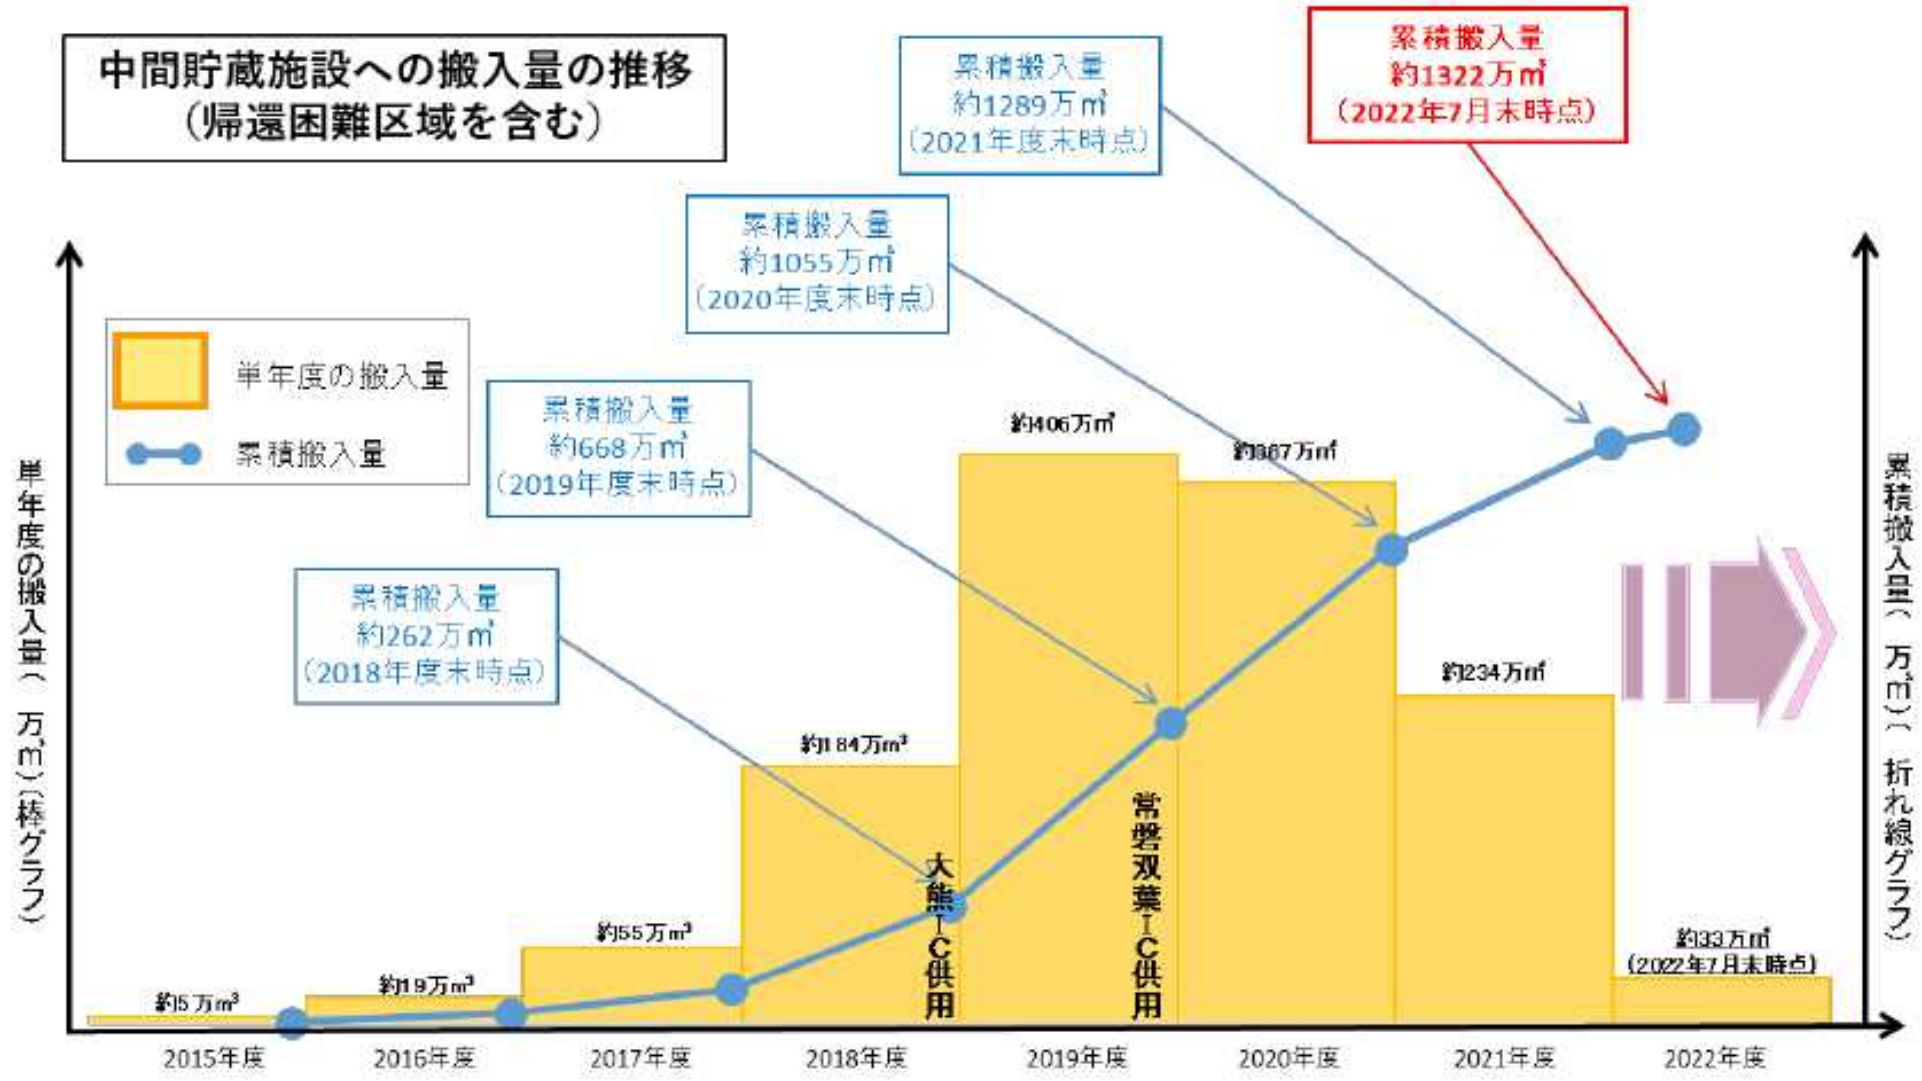 中間貯蔵施設への搬入量の推移
（帰還困難区域を含む）
累積搬入量
約1322万㎥
（2022年7月末時点）
累積搬入量
約1289万㎥
（2021年度末時点）
累積搬入量
約1055万㎥
（2020年度末時点）
単年度の搬入量
累積搬入量
累積搬入量
約668万㎥
（2019年度末時点）
累積搬入量
約262万㎥
（2018年度末時点）
単年度の搬入量（万㎥）（棒グラフ）
累積搬入量（万㎥）（折れ線グラフ）
約5万m³
約19万m³
約55万m³
約184万m³
約406万㎥
約387万㎥
約234万㎥
約33万㎥
（2022年7月末時点）
大熊IC供用
常磐双葉IC供用
2015年度
2016年度
2017年度
2018年度
2019年度
2020年度
2021年度
2022年度